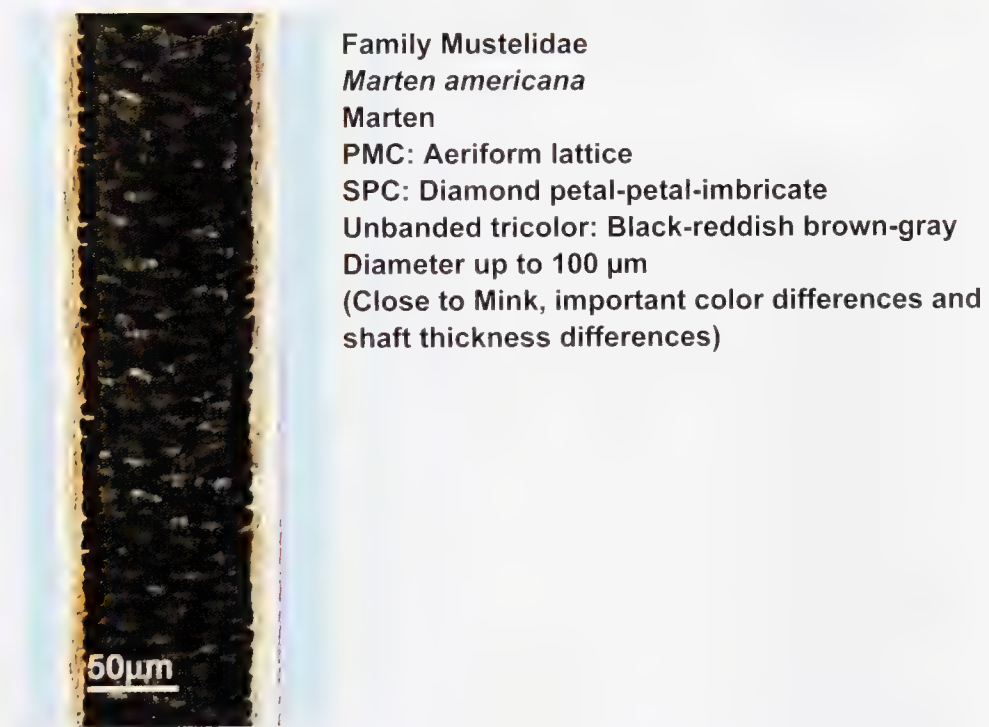 Family Mustelidae
Marten americana
Marten
PMC: Aeriform lattice
SPC: Diamond petal-petal-imbricate
Unbanded tricolor: Black-reddish brown-gray
Diameter up to 100 µm
(Close to Mink, important color differences and
shaft thickness differences)
50µm